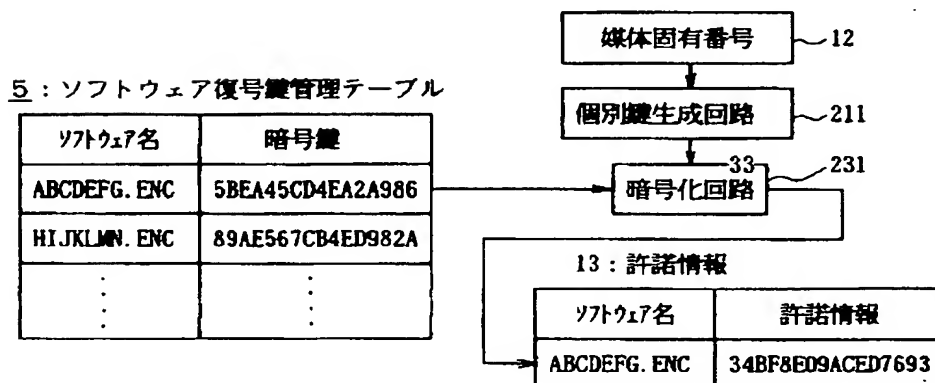 媒体固有番号 12
5：ソフトウェア復号鍵管理テーブル
個別鍵生成回路 211
ソフトウェア名 暗号鍵
33 231
ABCDEFG.ENC 5BEA45CD4EA2A986 暗号化回路
HIJKLMN.ENC 89AE567CB4ED982A
13：許諾情報
ソフトウェア名 許諾情報
ABCDEFG.ENC 34BF8E09ACED7693